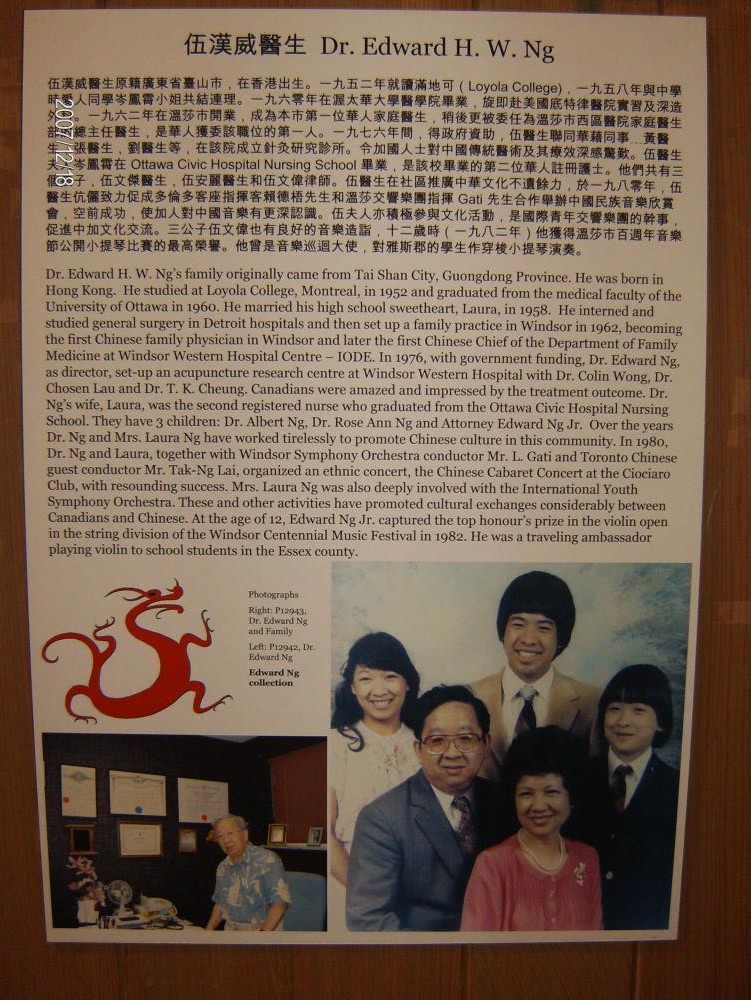 伍漢威醫生 Dr. Edward H. W. Ng
伍漢威醫生原籍廣東省臺山市，在香港出生。一九五二年就讀滿地可（Loyola College)，一九五八年與中學
時愛人同學岑鳳霄小姐共結連理。一九六零年在渥太華大學醫學院畢業，旋即赴美國底特律醫院實習及深造
外 。一九六二年在溫莎市開業，成為本市第一位華人家庭醫生，稍後更被委任為溫莎市西區醫院家庭醫生
部 總主任醫生，是華人獲委該職位的第一人。一九七六年間，得政府資助，伍醫生聯同華籍同事 黃醫
生 張醫生，劉醫生等，在該院成立針灸研究診所。令加國人士對中國傳統醫術及其療效深感驚歎。伍醫生
夫 岑鳳霄在 Ottawa Civic Hospital Nursing School 畢業，是該校畢業的第二位華人註冊護士。他們共有三
個 子，伍文傑醫生，伍安麗醫生和伍文偉律師。伍醫生在社區推廣中華文化不遺餘力，於一九八零年，伍
醫生伉儷致力促成多倫多客座指揮客賴德梧先生和溫莎交響樂團指揮 Gati 先生合作舉辦中國民族音樂欣賞
會，空前成功，使加人對中國音樂有更深認識。伍夫人亦積極參與文化活動，是國際青年交響樂團的幹事，
促進中加文化交流。三公子伍文偉也有良好的音樂造詣，十二歲時（一九八二年）他獲得溫莎市百週年音樂
節公開小提琴比賽的最高榮譽。他曾是音樂巡迴大使，對雅斯郡的學生作穿梭小提琴演奏。
Dr. Edward H. W. Ng's family originally came from Tai Shan City, Guongdong Province. He was born in
Hong Kong. He studied at Loyola College, Montreal, in 1952 and graduated from the medical faculty of the
University of Ottawa in 1960. He married his high school sweetheart, Laura, in 1958. He interned and
studied general surgery in Detroit hospitals and then set up a family practice in Windsor in 1962, becoming
the first Chinese family physician in Windsor and later the first Chinese Chief of the Department of Family
Medicine at Windsor Western Hospital Centre – IODE. In 1976, with government funding, Dr. Edward Ng,
as director, set-up an acupuncture research centre at Windsor Western Hospital with Dr. Colin Wong, Dr.
Chosen Lau and Dr. T. K. Cheung. Canadians were amazed and impressed by the treatment outcome. Dr.
Ng's wife, Laura, was the second registered nurse who graduated from the Ottawa Civic Hospital Nursing
School. They have 3 children: Dr. Albert Ng, Dr. Rose Ann Ng and Attorney Edward Ng Jr. Over the years
Dr. Ng and Mrs. Laura Ng have worked tirelessly to promote Chinese culture in this community. In 1980,
Dr. Ng and Laura, together with Windsor Symphony Orchestra conductor Mr. L. Gati and Toronto Chinese
guest conductor Mr. Tak-Ng Lai, organized an ethnic concert, the Chinese Cabaret Concert at the Ciociaro
Club, with resounding success. Mrs. Laura Ng was also deeply involved with the International Youth
Symphony Orchestra. These and other activities have promoted cultural exchanges considerably between
Canadians and Chinese. At the age of 12, Edward Ng Jr. captured the top honour's prize in the violin open
in the string division of the Windsor Centennial Music Festival in 1982. He was a traveling ambassador
playing violin to school students in the Essex county.
Photographs
Right: P12943,
Dr. Edward Ng
and Family
Left: P12942, Dr.
Edward Ng
Edward Ng
collection
2007/12/18